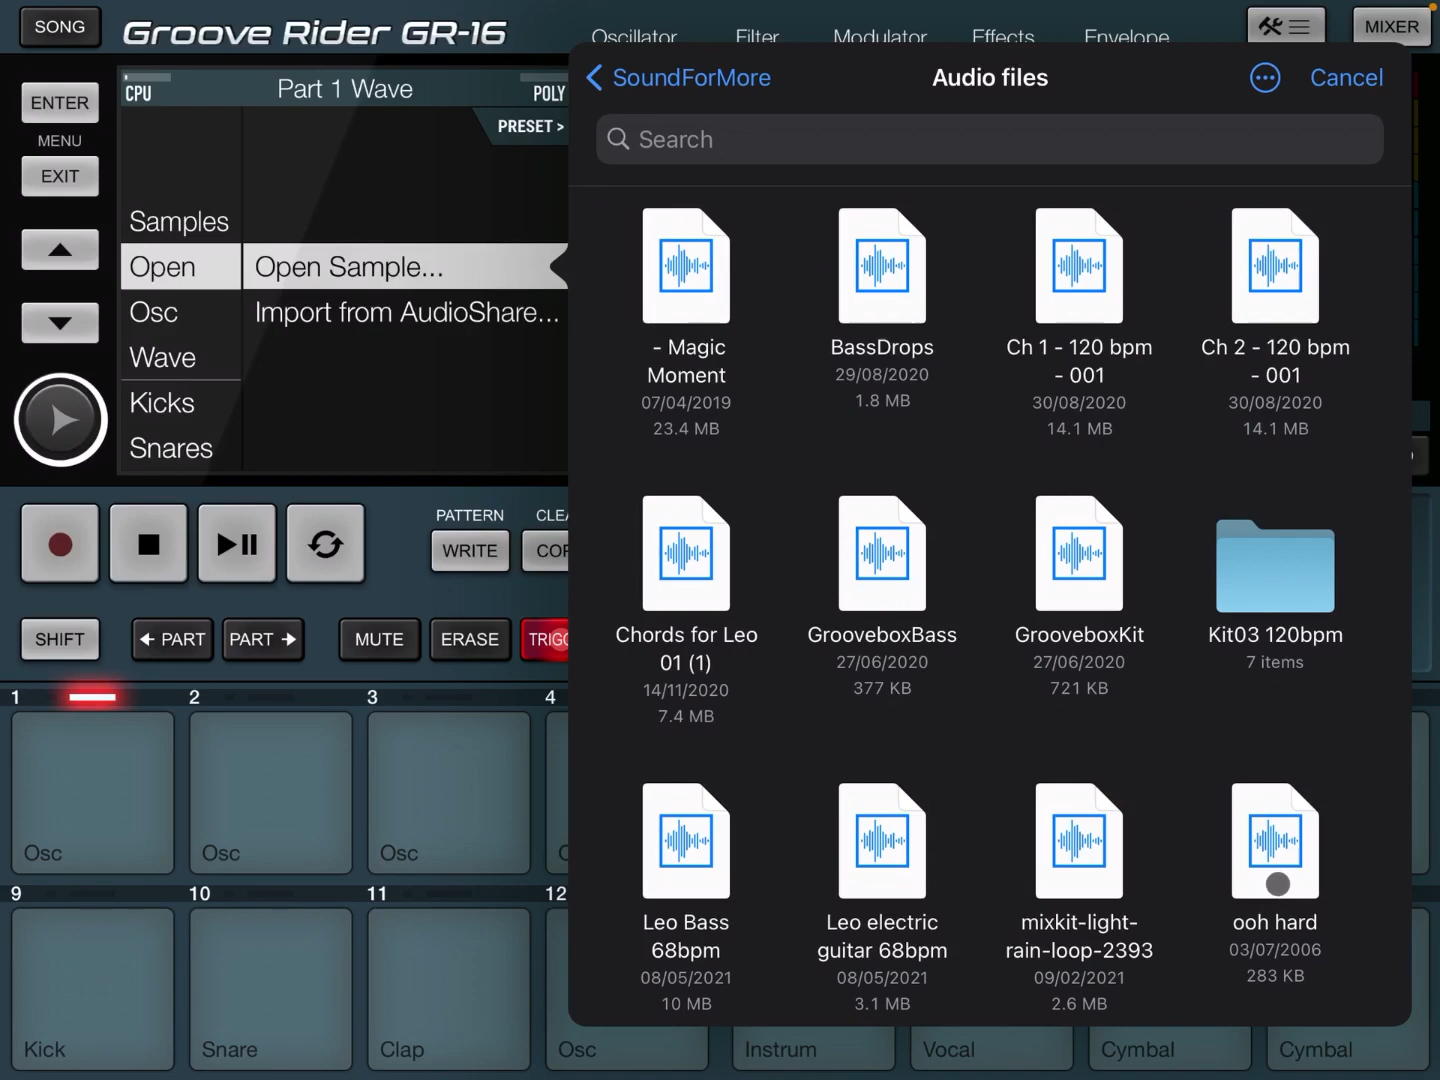 SONG
Groove Rider GR-16
Oscillator
Filter
Modulator
Effects
Envelope
MIXER
ENTER
MENU
EXIT
CPU
Part 1 Wave
POLY
PRESET >
Samples
Open
Open Sample...
Osc
Import from AudioShare...
Wave
Kicks
Snares
SoundForMore
Audio files
Cancel
Search
- Magic
Moment
07/04/2019
23.4 MB
BassDrops
29/08/2020
1.8 MB
Ch 1 - 120 bpm
- 001
30/08/2020
14.1 MB
Ch 2 - 120 bpm
- 001
30/08/2020
14.1 MB
Chords for Leo
01 (1)
14/11/2020
7.4 MB
GrooveboxBass
27/06/2020
377 KB
GrooveboxKit
27/06/2020
721 KB
Kit03 120bpm
7 items
Leo Bass
68bpm
08/05/2021
10 MB
Leo electric
guitar 68bpm
08/05/2021
3.1 MB
mixkit-light-
rain-loop-2393
09/02/2021
2.6 MB
ooh hard
03/07/2006
283 KB
PATTERN
CLE
WRITE
COP
SHIFT
← PART
PART →
MUTE
ERASE
TRIG
1
2
3
4
Osc
Osc
Osc
9
10
11
12
Kick
Snare
Clap
Osc
Instrum
Vocal
Cymbal
Cymbal